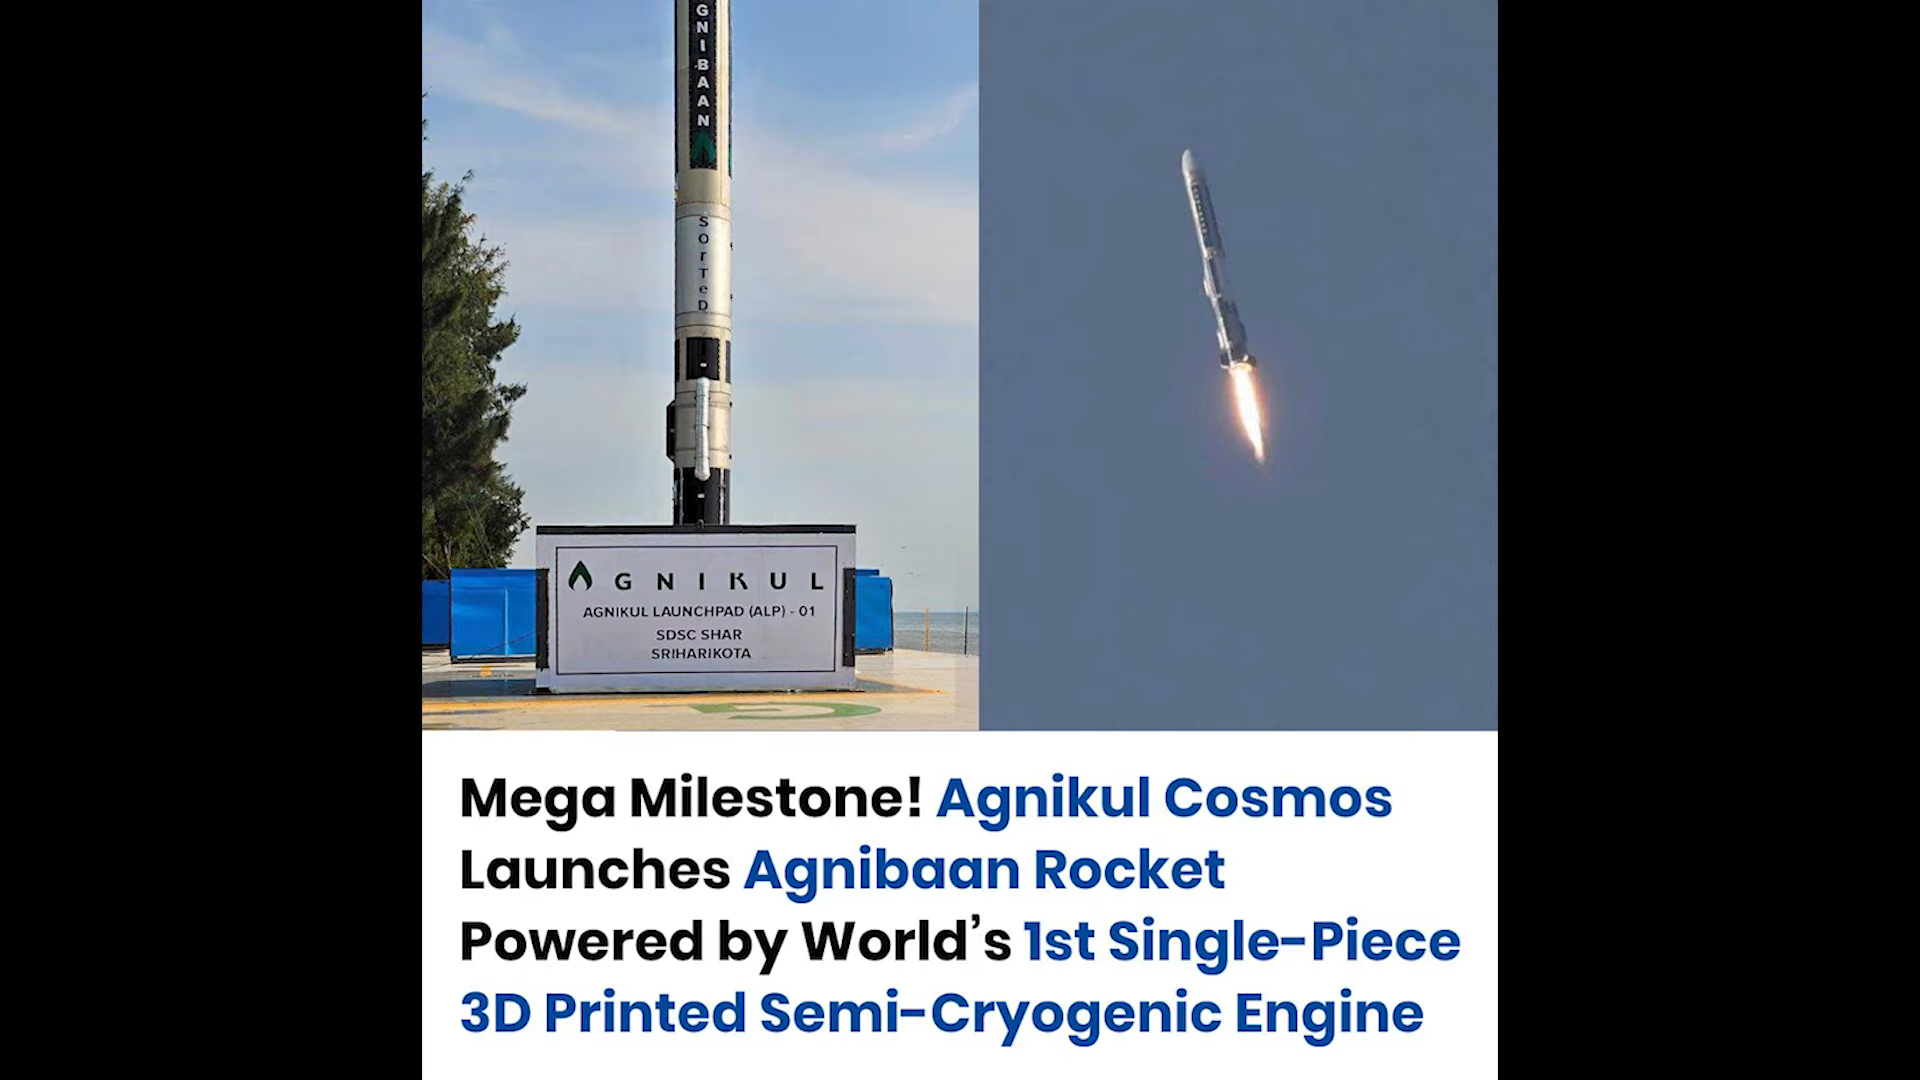 GNIBAAN
SorTeD
AGNIKUL
AGNIKUL LAUNCHPAD (ALP) - 01
SDSC SHAR
SRIHARIKOTA
Mega Milestone! Agnikul Cosmos
Launches Agnibaan Rocket
Powered by World's 1st Single-Piece
3D Printed Semi-Cryogenic Engine